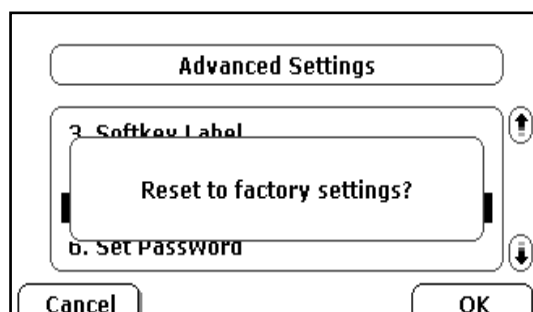 Advanced Settings
3. Softkey Label
Reset to factory settings?
6. Set Password
Cancel
OK